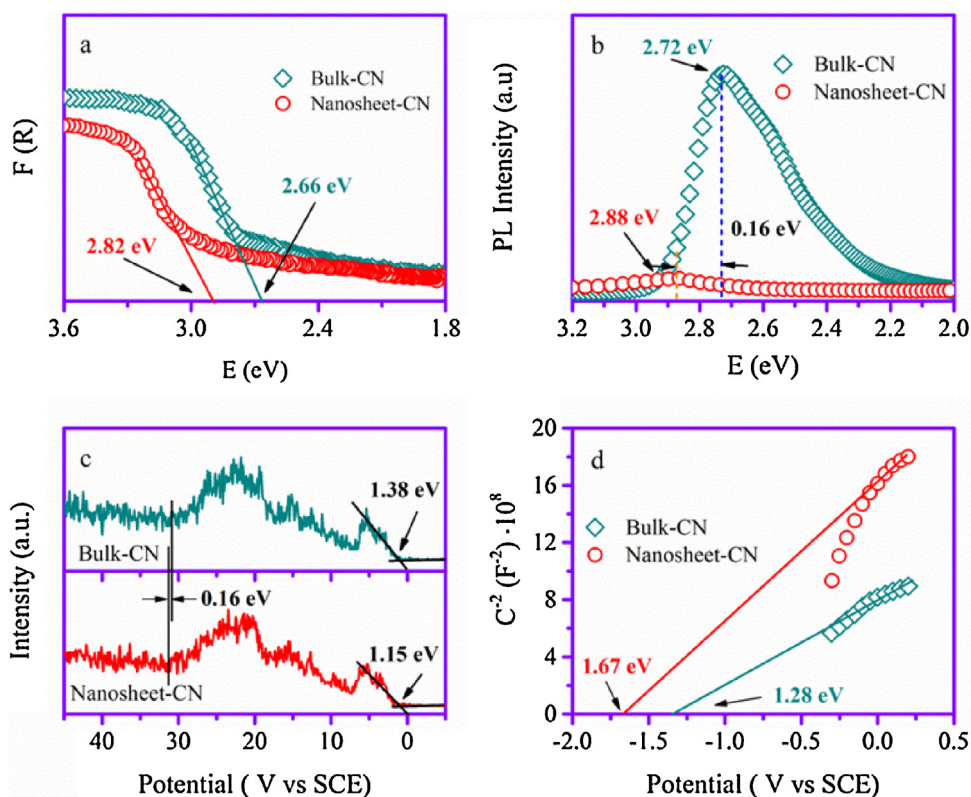 a
Bulk-CN
Nanosheet-CN
F (R)
2.66 eV
2.82 eV
3.6 3.0 2.4 1.8
E (eV)
b
2.72 eV
Bulk-CN
Nanosheet-CN
PL Intensity (a.u)
2.88 eV
0.16 eV
3.2 3.0 2.8 2.6 2.4 2.2 2.0
E (eV)
c
1.38 eV
Bulk-CN
Intensity (a.u.)
0.16 eV
1.15 eV
Nanosheet-CN
40 30 20 10 0
Potential ( V vs SCE)
d
20
16
12
8
4
0
Bulk-CN
Nanosheet-CN
C⁻² (F⁻²) ·10⁸
1.67 eV
1.28 eV
-2.0 -1.5 -1.0 -0.5 0.0 0.5
Potential ( V vs SCE)